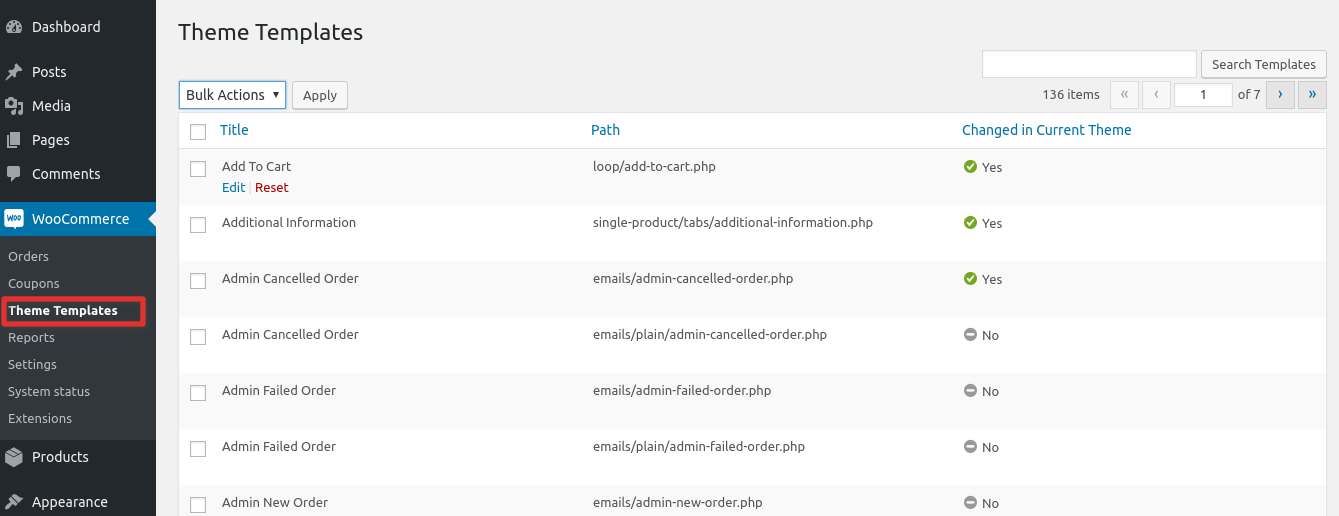 Dashboard
Posts
Media
Pages
Comments
WOO WooCommerce
Orders
Coupons
Theme Templates
Reports
Settings
System status
Extensions
Products
Appearance
Theme Templates
Search Templates
Bulk Actions ▾ Apply
136 items « ‹ 1 of 7 › »
Title Path Changed in Current Theme
Add To Cart loop/add-to-cart.php Yes
Edit | Reset
Additional Information single-product/tabs/additional-information.php Yes
Admin Cancelled Order emails/admin-cancelled-order.php Yes
Admin Cancelled Order emails/plain/admin-cancelled-order.php No
Admin Failed Order emails/admin-failed-order.php No
Admin Failed Order emails/plain/admin-failed-order.php No
Admin New Order emails/admin-new-order.php No